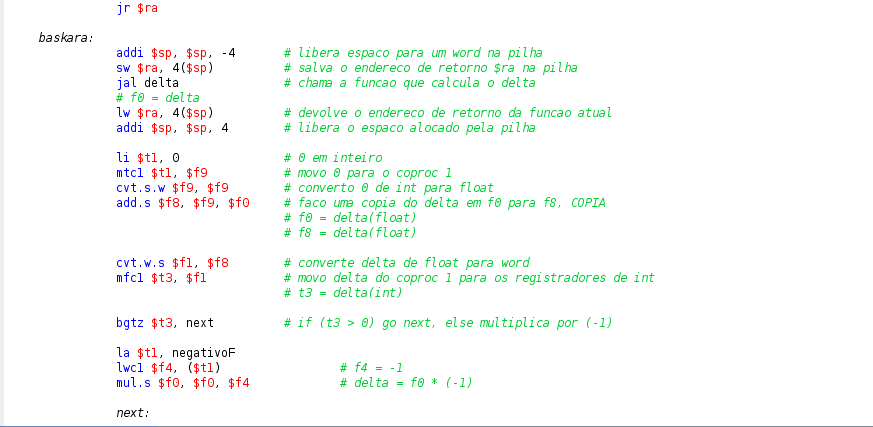 jr $ra
baskara:
addi $sp, $sp, -4 # libera espaco para um word na pilha
sw $ra, 4($sp) # salva o endereco de retorno $ra na pilha
jal delta # chama a funcao que calcula o delta
# f0 = delta
lw $ra, 4($sp) # devolve o endereco de retorno da funcao atual
addi $sp, $sp, 4 # libera o espaco alocado pela pilha
li $t1, 0 # 0 em inteiro
mtc1 $t1, $f9 # movo 0 para o coproc 1
cvt.s.w $f9, $f9 # converto 0 de int para float
add.s $f8, $f9, $f0 # faco uma copia do delta em f0 para f8, COPIA
# f0 = delta(float)
# f8 = delta(float)
cvt.w.s $f1, $f8 # converte delta de float para word
mfc1 $t3, $f1 # movo delta do coproc 1 para os registradores de int
# t3 = delta(int)
bgtz $t3, next # if (t3 > 0) go next, else multiplica por (-1)
la $t1, negativoF
lwc1 $f4, ($t1) # f4 = -1
mul.s $f0, $f0, $f4 # delta = f0 * (-1)
next: